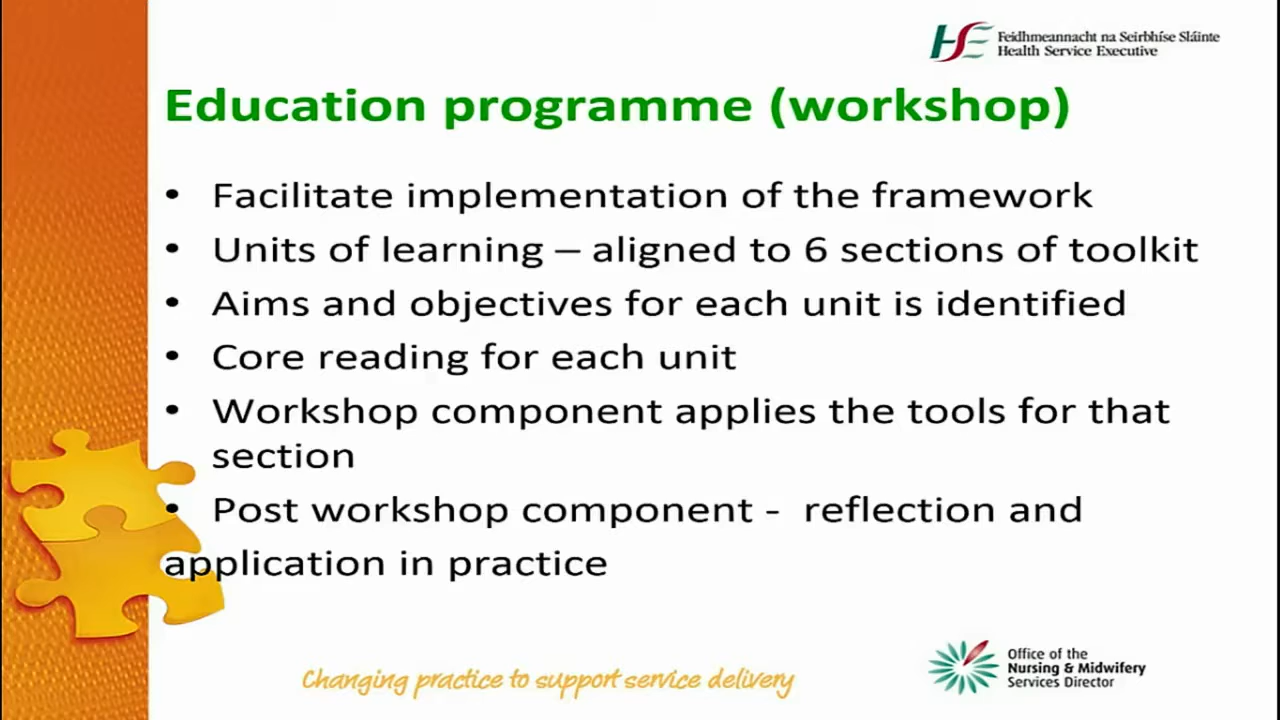 HSE Feidhmeannacht na Seirbhíse Sláinte
Health Service Executive
Education programme (workshop)
• Facilitate implementation of the framework
• Units of learning – aligned to 6 sections of toolkit
• Aims and objectives for each unit is identified
• Core reading for each unit
• Workshop component applies the tools for that
section
• Post workshop component - reflection and
application in practice
Changing practice to support service delivery
Office of the
Nursing & Midwifery
Services Director